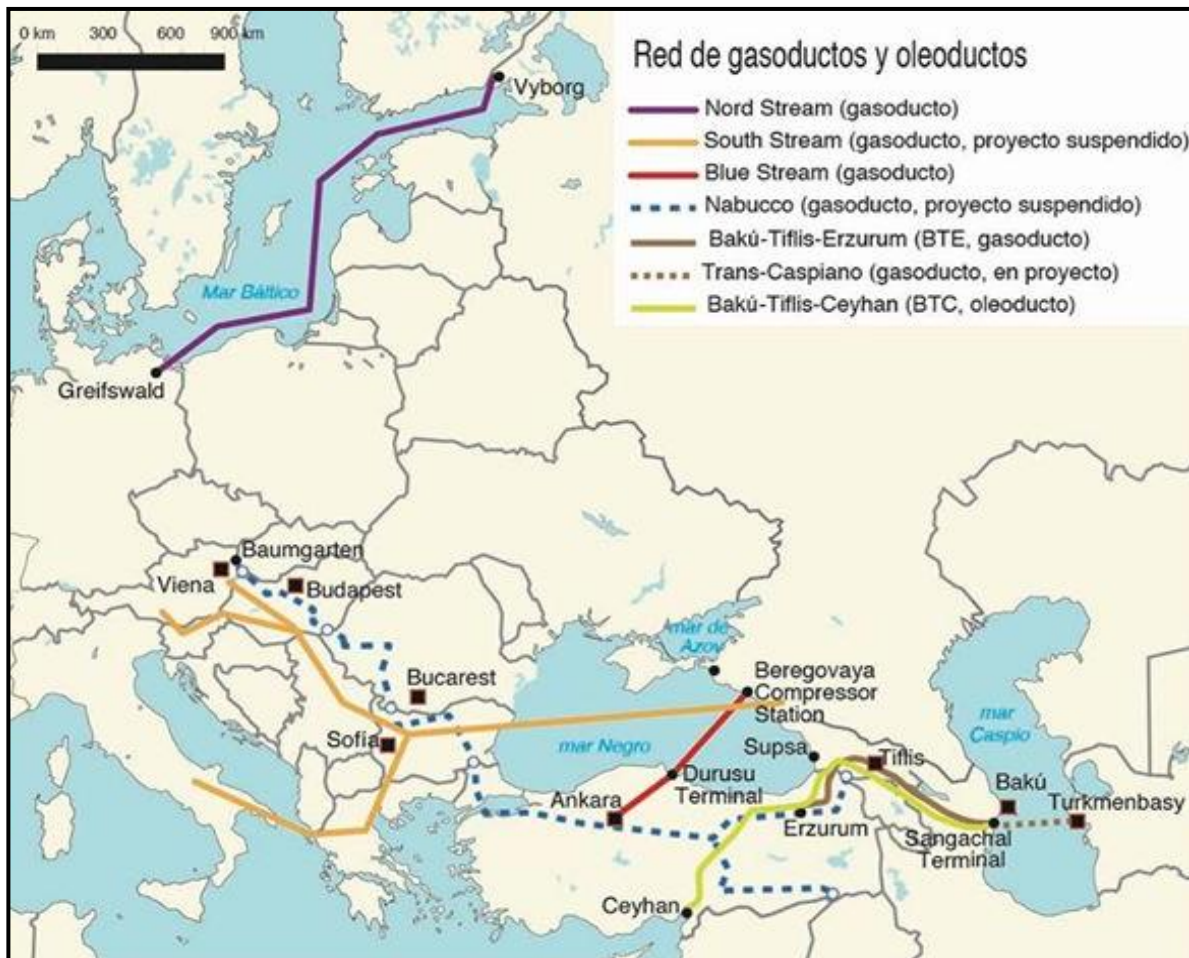 0 km 300 600 900 km
Red de gasoductos y oleoductos
Nord Stream (gasoducto)
South Stream (gasoducto, proyecto suspendido)
Blue Stream (gasoducto)
Nabucco (gasoducto, proyecto suspendido)
Bakú-Tiflis-Erzurum (BTE, gasoducto)
Trans-Caspiano (gasoducto, en proyecto)
Bakú-Tiflis-Ceyhan (BTC, oleoducto)
Vyborg
Mar Báltico
Greifswald
Baumgarten
Viena
Budapest
mar de
Azov
Bucarest
Beregovaya
Compressor
Station
Sofía
mar Negro
Supsa
Tiflis
mar
Caspio
Durusu
Terminal
Bakú
Turkmenbasy
Ankara
Erzurum
Sangachal
Terminal
Ceyhan